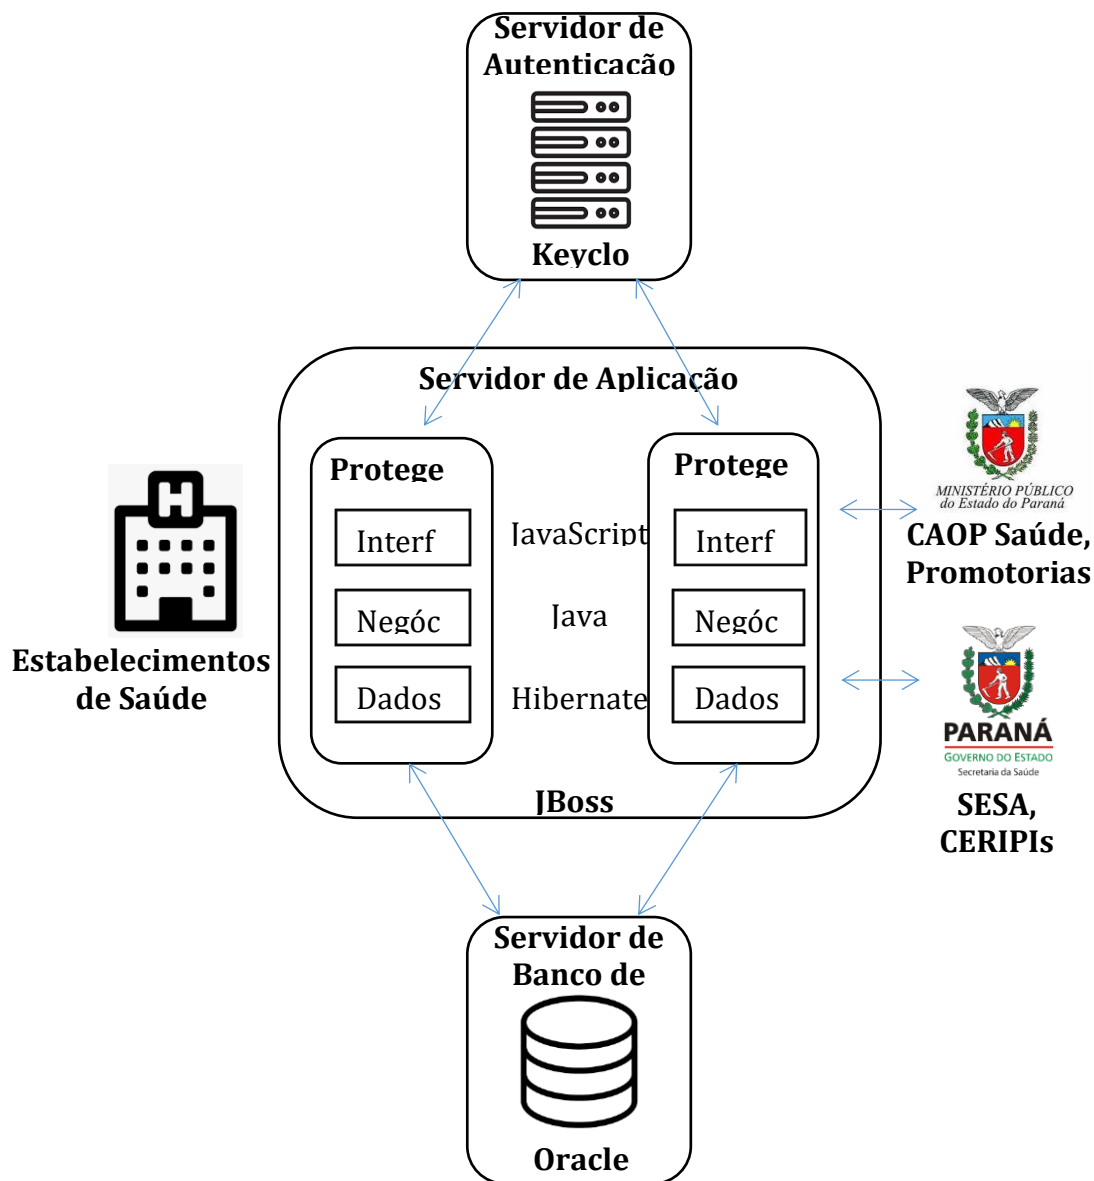 Servidor de
Autenticação
Keyclo
Servidor de Aplicação
Protege
Interf
Negóc
Dados
JavaScript
Java
Hibernate
Protege
Interf
Negóc
Dados
JBoss
H
Estabelecimentos
de Saúde
MINISTÉRIO PÚBLICO
do Estado do Paraná
CAOP Saúde,
Promotorias
PARANÁ
GOVERNO DO ESTADO
Secretaria da Saúde
SESA,
CERIPIs
Servidor de
Banco de
Oracle